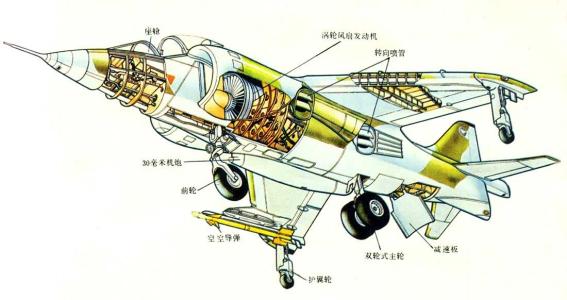 座舱
涡轮风扇发动机
转向喷管
30毫米机炮
前轮
空空导弹
护翼轮
双轮式主轮
减速板